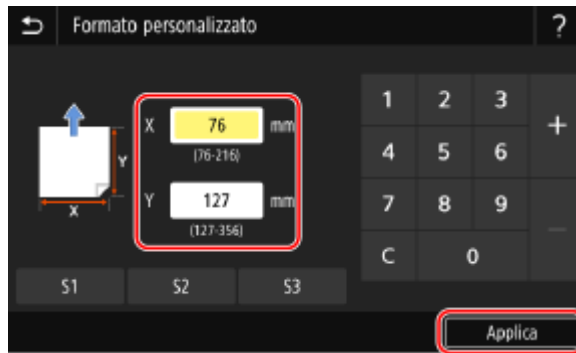 Formato personalizzato ?
X 76 mm
(76-216)
Y
Y 127 mm
(127-356)
X
1 2 3 +
4 5 6
7 8 9 -
C 0
S1 S2 S3
Applica